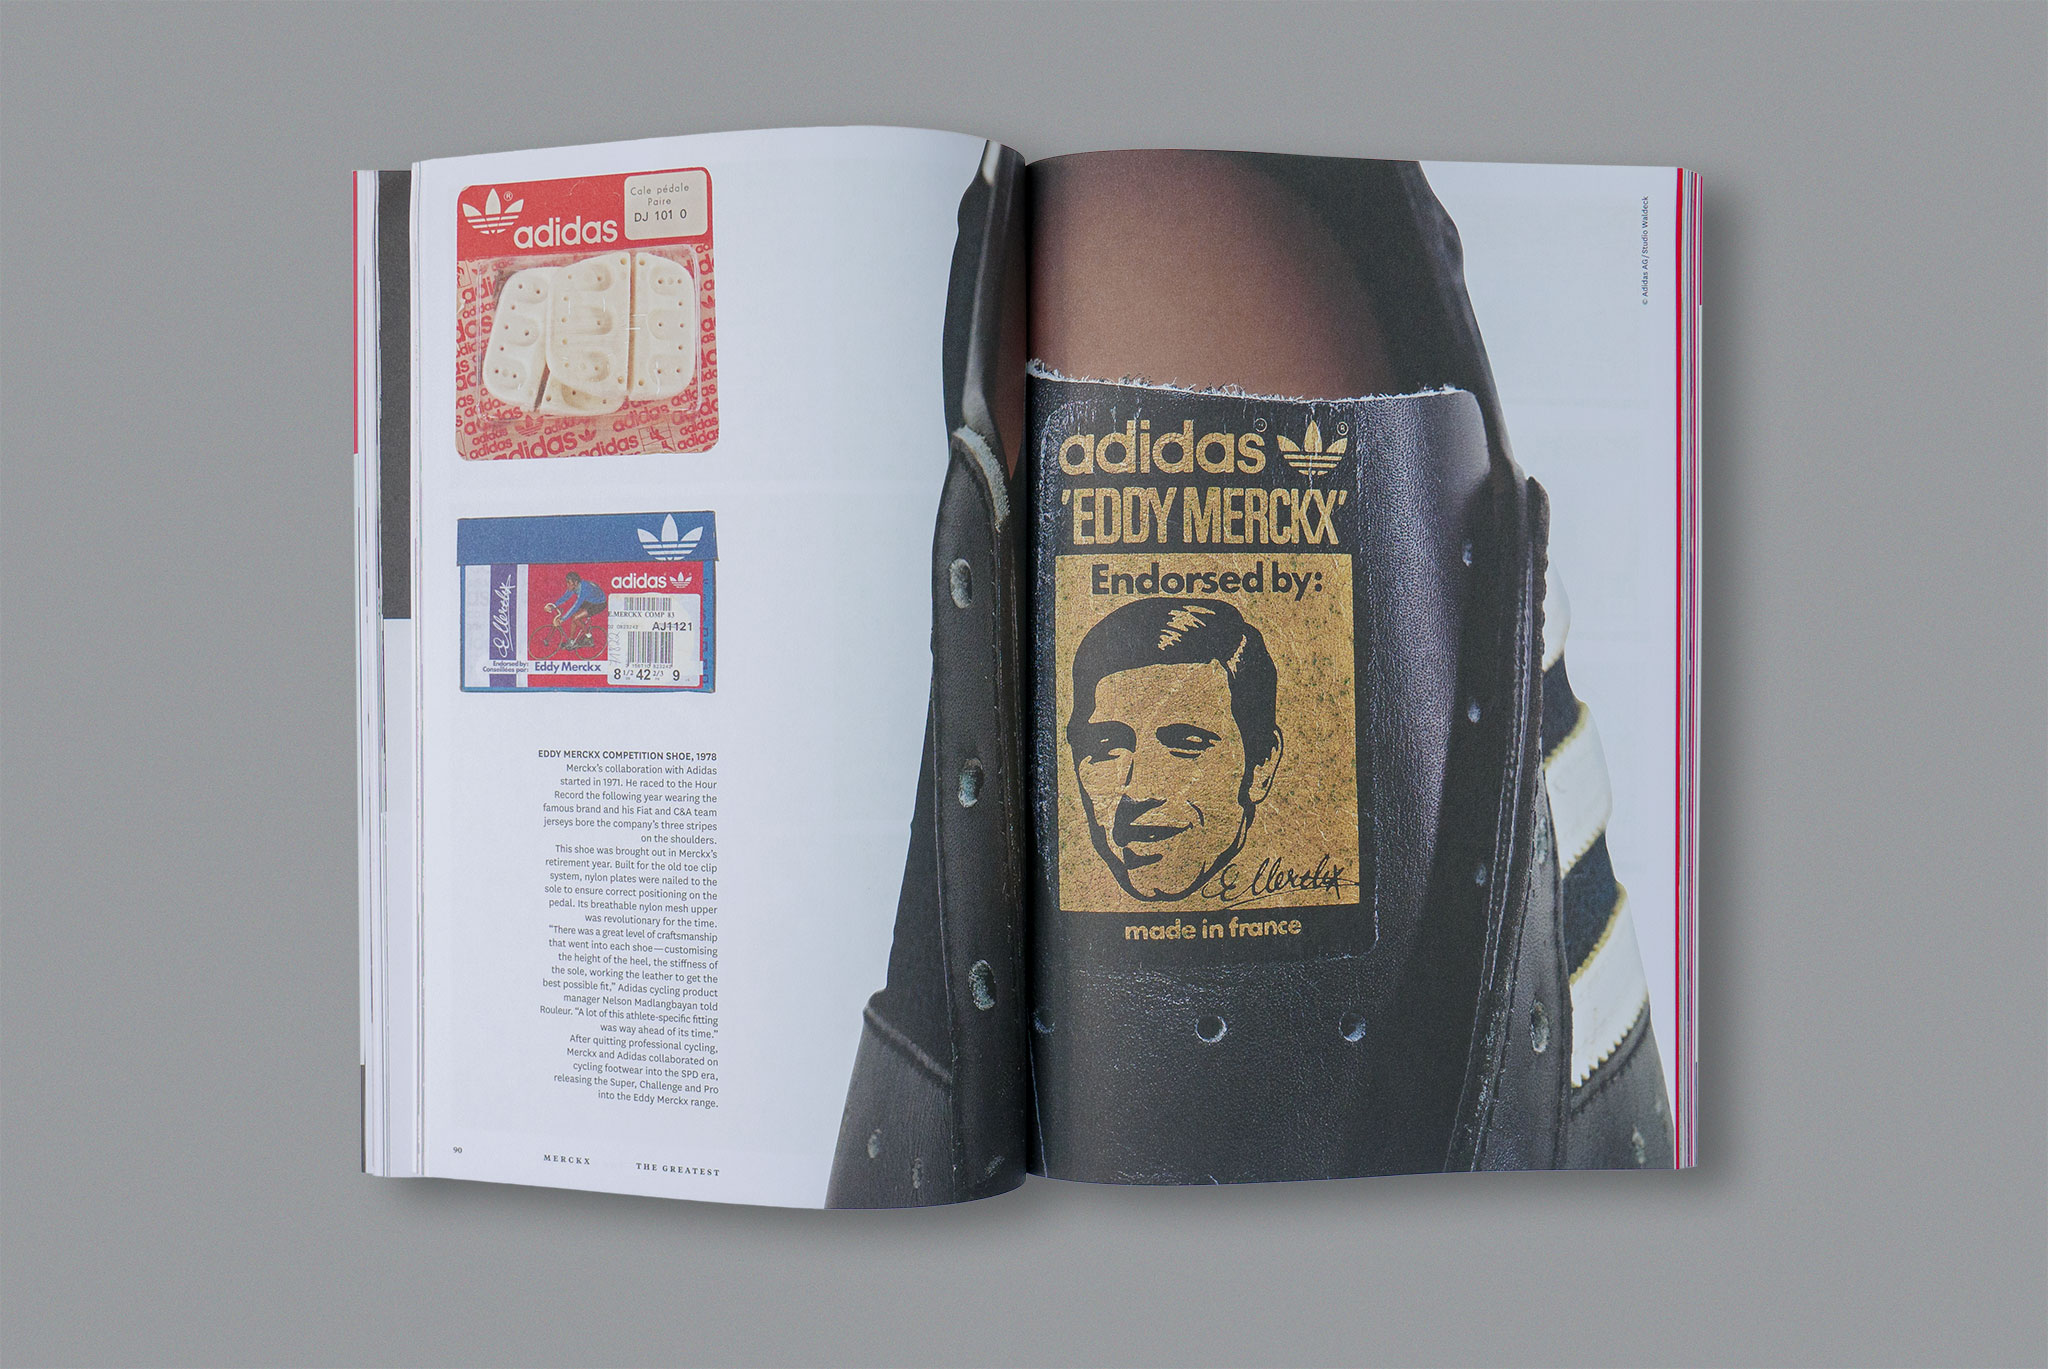 adidas
Cale pédale
Paire
DJ 101 0
adidas
E.MERCKX COMP 83
AJ1121
Endorsed by:
Conseillées par:
Eddy Merckx
8 1/2 42 2/3 9
EDDY MERCKX COMPETITION SHOE, 1978
Merckx's collaboration with Adidas
started in 1971. He raced to the Hour
Record the following year wearing the
famous brand and his Fiat and C&A team
jerseys bore the company's three stripes
on the shoulders.
This shoe was brought out in Merckx's
retirement year. Built for the old toe clip
system, nylon plates were nailed to the
sole to ensure correct positioning on the
pedal. Its breathable nylon mesh upper
was revolutionary for the time.
"There was a great level of craftsmanship
that went into each shoe—customising
the height of the heel, the stiffness of
the sole, working the leather to get the
best possible fit," Adidas cycling product
manager Nelson Madlangbayan told
Rouleur. "A lot of this athlete-specific fitting
was way ahead of its time."
After quitting professional cycling,
Merckx and Adidas collaborated on
cycling footwear into the SPD era,
releasing the Super, Challenge and Pro
into the Eddy Merckx range.
90 MERCKX THE GREATEST
© Adidas AG/Studio Waldeck
adidas
'EDDY MERCKX'
Endorsed by:
E Merckx
made in france